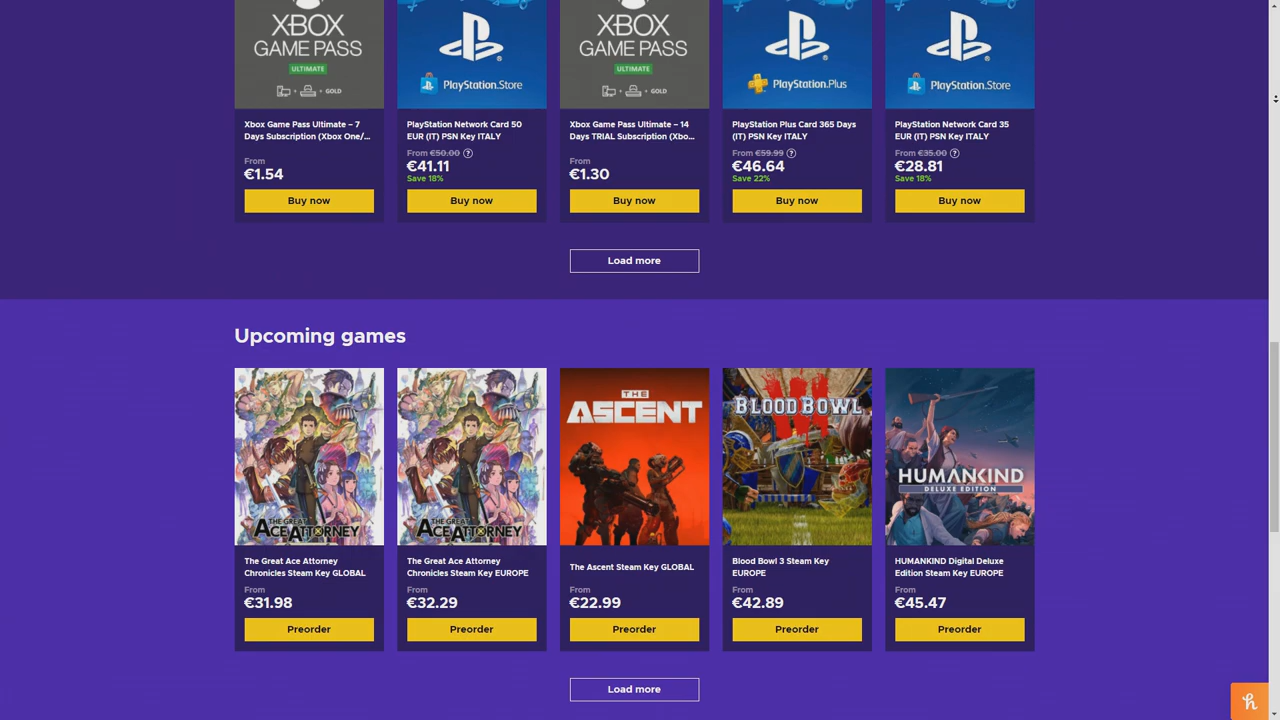 XBOX
GAME PASS
ULTIMATE
+ + GOLD
PlayStation.Store
XBOX
GAME PASS
ULTIMATE
+ + GOLD
PlayStation.Plus
PlayStation.Store
Xbox Game Pass Ultimate – 7
Days Subscription (Xbox One/...
From
€1.54
Buy now
PlayStation Network Card 50
EUR (IT) PSN Key ITALY
From €50.00 ?
€41.11
Save 18%
Buy now
Xbox Game Pass Ultimate – 14
Days TRIAL Subscription (Xbo...
From
€1.30
Buy now
PlayStation Plus Card 365 Days
(IT) PSN Key ITALY
From €59.99 ?
€46.64
Save 22%
Buy now
PlayStation Network Card 35
EUR (IT) PSN Key ITALY
From €35.00 ?
€28.81
Save 18%
Buy now
Load more
Upcoming games
THE GREAT
ACE ATTORNEY
THE GREAT
ACE ATTORNEY
THE
ASCENT
BLOOD BOWL
III
HUMANKIND
DELUXE EDITION
The Great Ace Attorney
Chronicles Steam Key GLOBAL
From
€31.98
Preorder
The Great Ace Attorney
Chronicles Steam Key EUROPE
From
€32.29
Preorder
The Ascent Steam Key GLOBAL
From
€22.99
Preorder
Blood Bowl 3 Steam Key
EUROPE
From
€42.89
Preorder
HUMANKIND Digital Deluxe
Edition Steam Key EUROPE
From
€45.47
Preorder
Load more
h